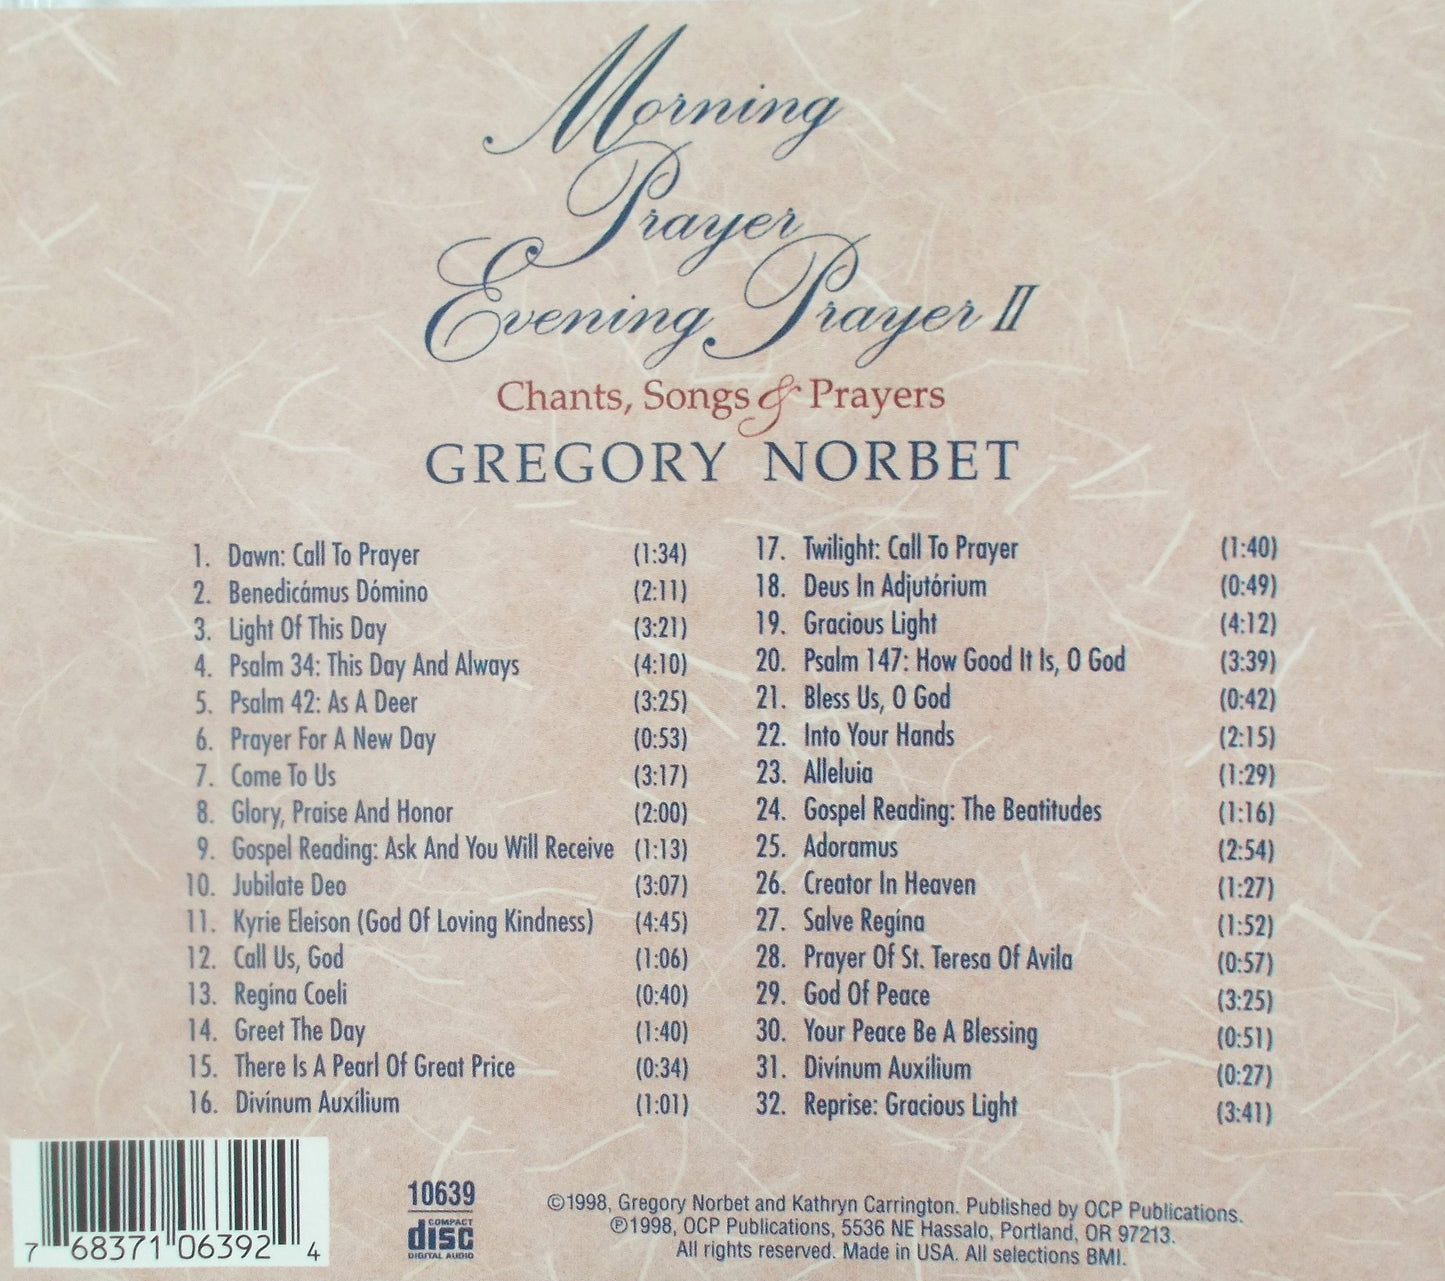 Morning
Prayer
Evening Prayer II
Chants, Songs & Prayers
GREGORY NORBET
1. Dawn: Call To Prayer (1:34)
2. Benedicámus Dómino (2:11)
3. Light Of This Day (3:21)
4. Psalm 34: This Day And Always (4:10)
5. Psalm 42: As A Deer (3:25)
6. Prayer For A New Day (0:53)
7. Come To Us (3:17)
8. Glory, Praise And Honor (2:00)
9. Gospel Reading: Ask And You Will Receive (1:13)
10. Jubilate Deo (3:07)
11. Kyrie Eleison (God Of Loving Kindness) (4:45)
12. Call Us, God (1:06)
13. Regína Coeli (0:40)
14. Greet The Day (1:40)
15. There Is A Pearl Of Great Price (0:34)
16. Divínum Auxílium (1:01)
17. Twilight: Call To Prayer (1:40)
18. Deus In Adjutórium (0:49)
19. Gracious Light (4:12)
20. Psalm 147: How Good It Is, O God (3:39)
21. Bless Us, O God (0:42)
22. Into Your Hands (2:15)
23. Alleluia (1:29)
24. Gospel Reading: The Beatitudes (1:16)
25. Adoramus (2:54)
26. Creator In Heaven (1:27)
27. Salve Regína (1:52)
28. Prayer Of St. Teresa Of Avila (0:57)
29. God Of Peace (3:25)
30. Your Peace Be A Blessing (0:51)
31. Divínum Auxílium (0:27)
32. Reprise: Gracious Light (3:41)
7 68371 06392 4
10639
COMPACT
disc
DIGITAL AUDIO
©1998, Gregory Norbet and Kathryn Carrington. Published by OCP Publications.
℗1998, OCP Publications, 5536 NE Hassalo, Portland, OR 97213.
All rights reserved. Made in USA. All selections BMI.